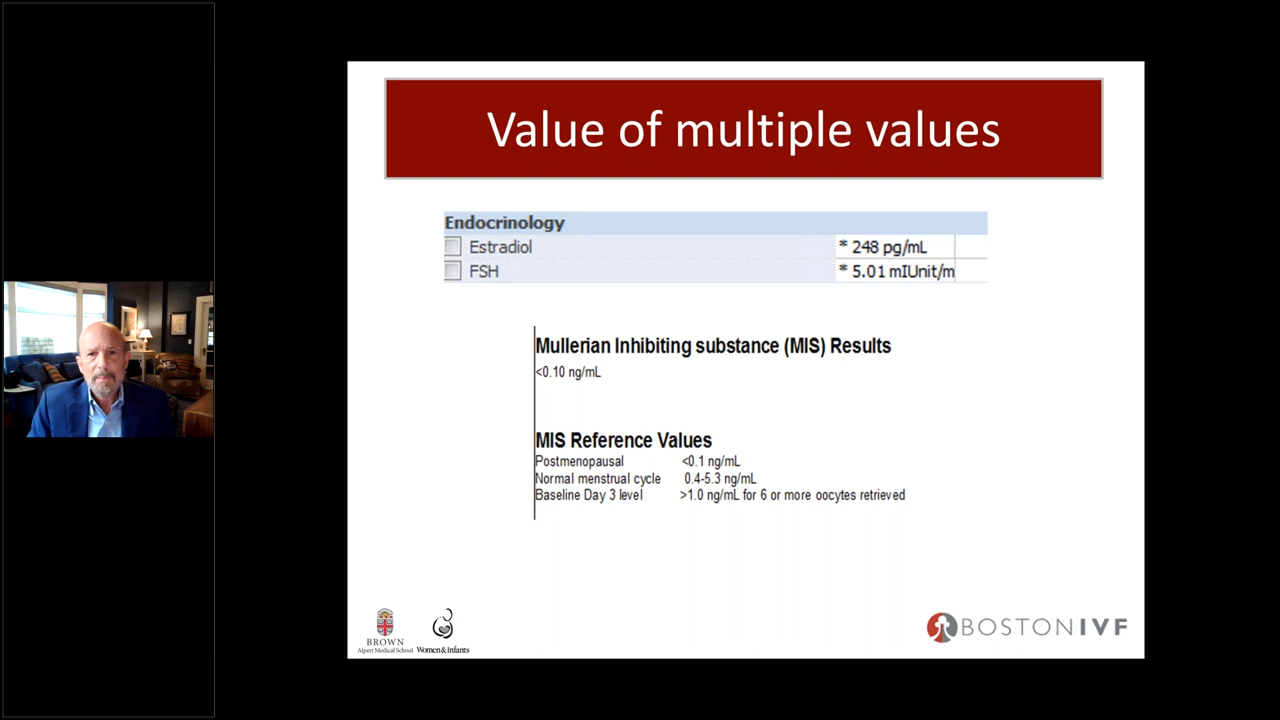 Value of multiple values
Endocrinology
Estradiol * 248 pg/mL
FSH * 5.01 mIUnit/m
Mullerian Inhibiting substance (MIS) Results
<0.10 ng/mL
MIS Reference Values
Postmenopausal <0.1 ng/mL
Normal menstrual cycle 0.4-5.3 ng/mL
Baseline Day 3 level >1.0 ng/mL for 6 or more oocytes retrieved
BROWN
Alpert Medical School
Women & Infants
BOSTON IVF